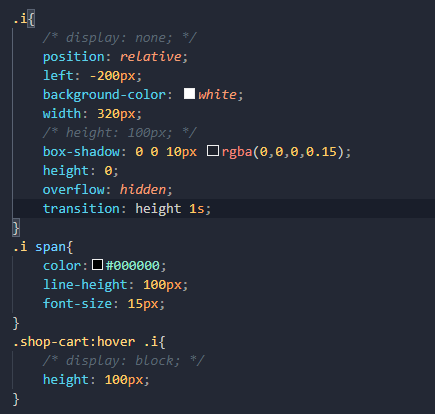 .i{
/* display: none; */
position: relative;
left: -200px;
background-color: white;
width: 320px;
/* height: 100px; */
box-shadow: 0 0 10px rgba(0,0,0,0.15);
height: 0;
overflow: hidden;
transition: height 1s;
}
.i span{
color: #000000;
line-height: 100px;
font-size: 15px;
}
.shop-cart:hover .i{
/* display: block; */
height: 100px;
}